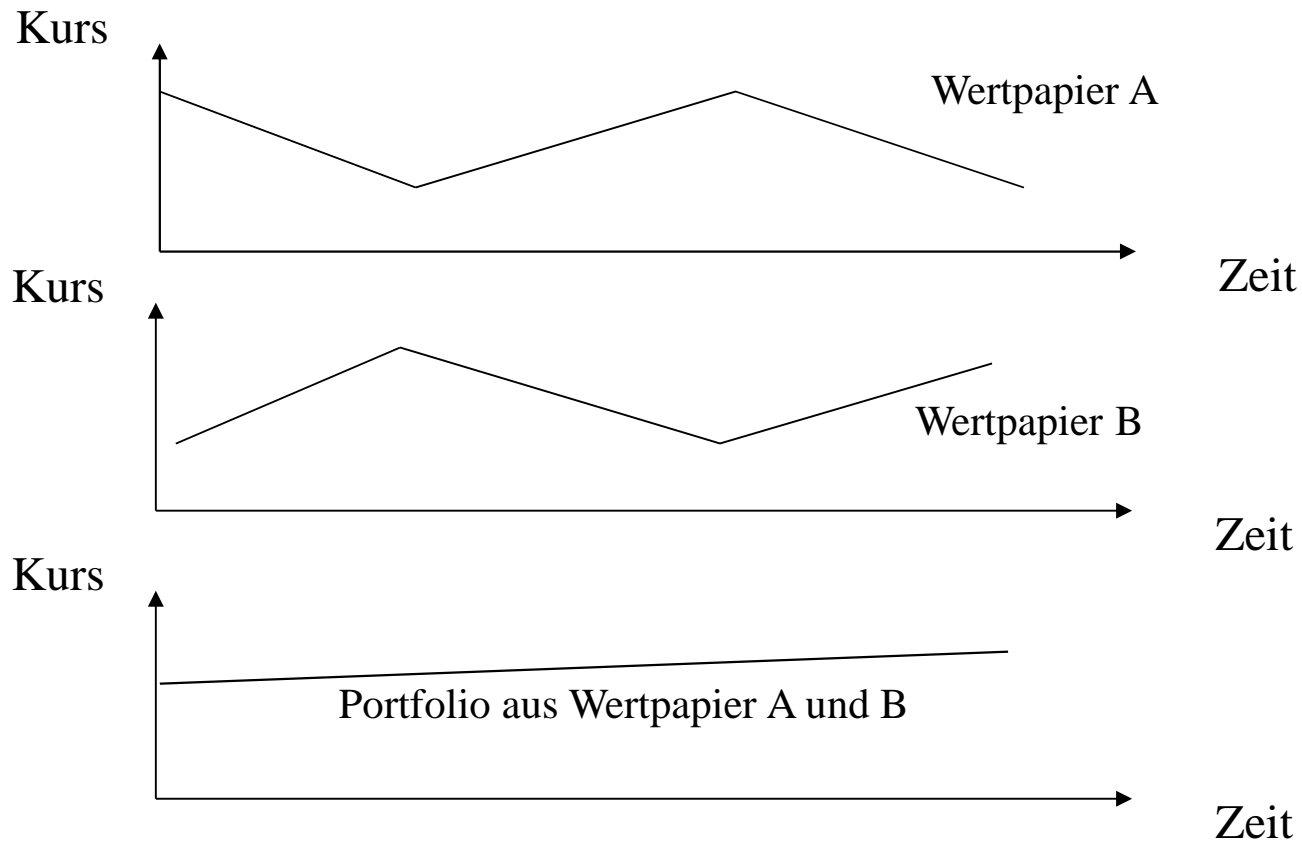 Kurs
Wertpapier A
Zeit
Kurs
Wertpapier B
Zeit
Kurs
Portfolio aus Wertpapier A und B
Zeit